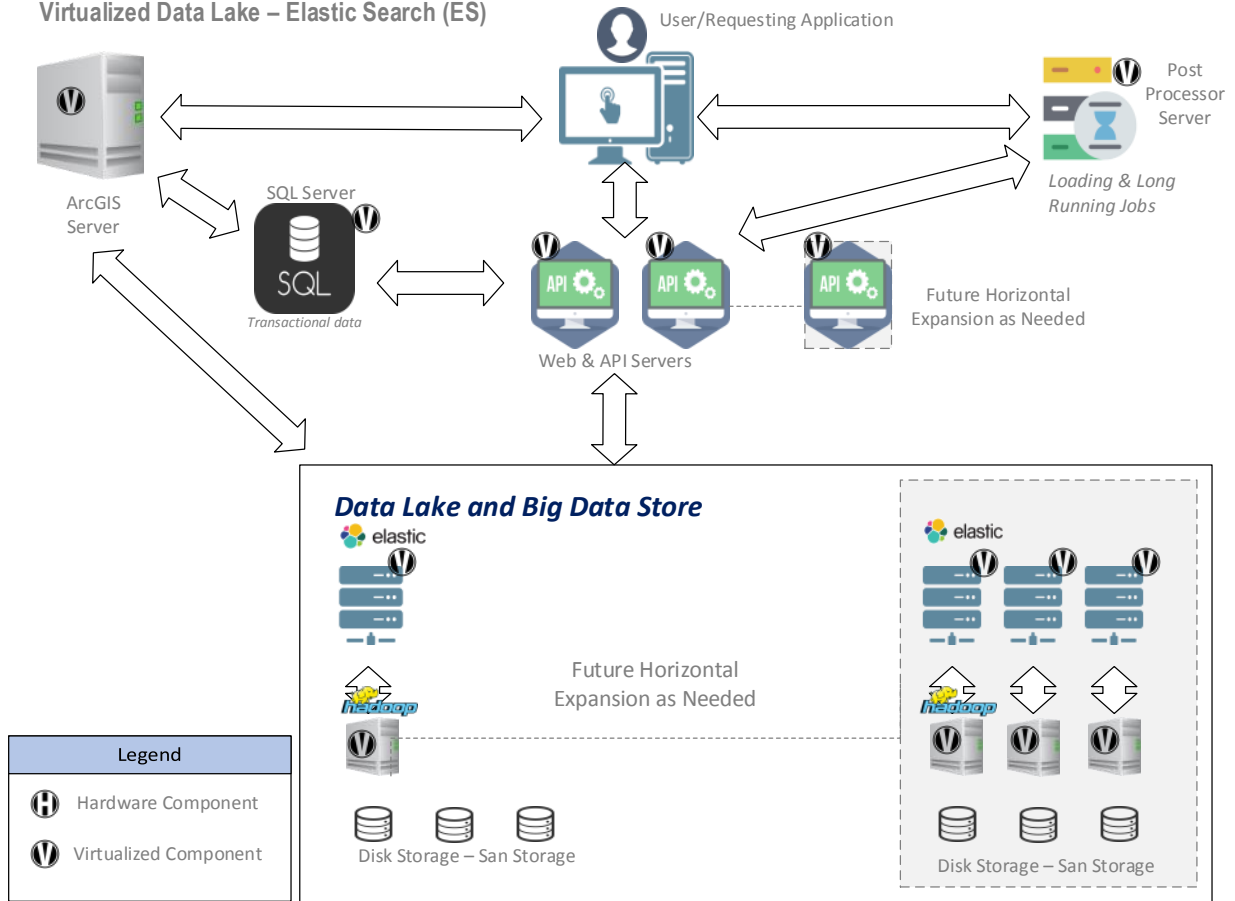 Virtualized Data Lake – Elastic Search (ES)
User/Requesting Application
V
V
Post
Processor
Server
Loading & Long
Running Jobs
ArcGIS
Server
SQL Server
V
SQL
Transactional data
V
API
V
API
V
API
Future Horizontal
Expansion as Needed
Web & API Servers
Data Lake and Big Data Store
elastic
V
elastic
V
V
V
Future Horizontal
Expansion as Needed
hadoop
V
hadoop
V
V
V
Disk Storage – San Storage
Disk Storage – San Storage
Legend
H Hardware Component
V Virtualized Component